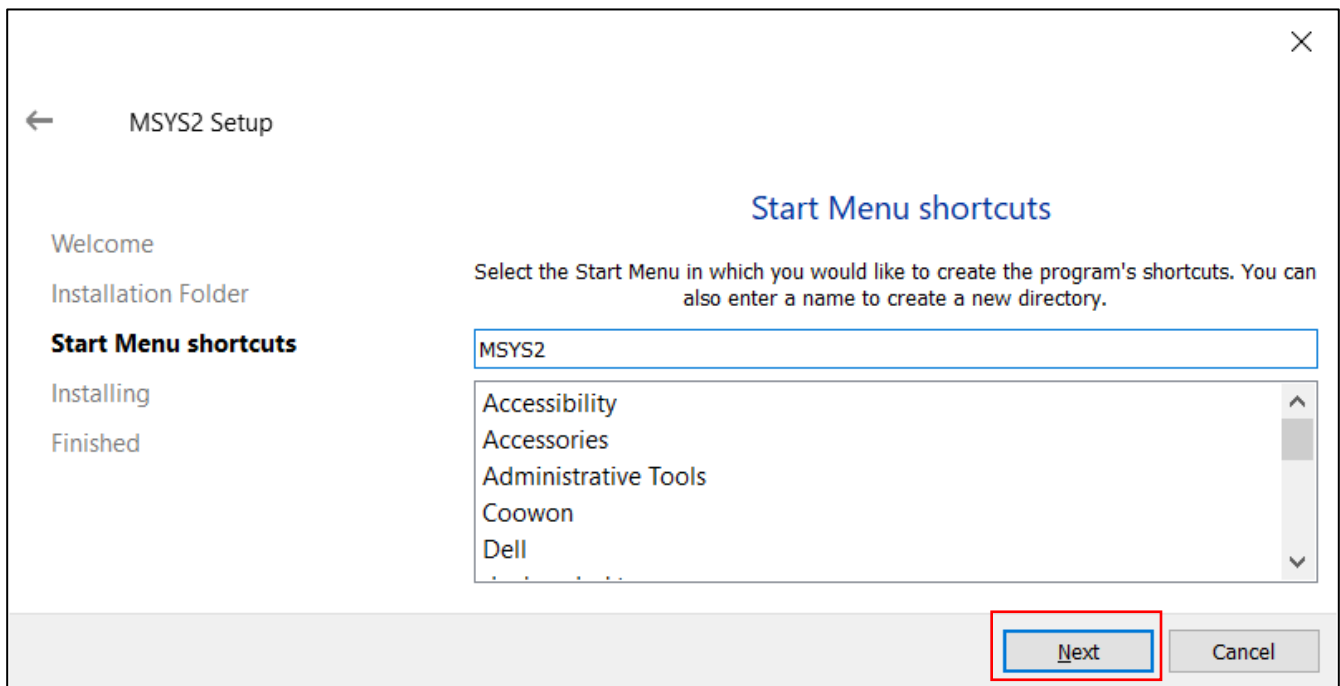 MSYS2 Setup
Welcome
Installation Folder
Start Menu shortcuts
Installing
Finished
Start Menu shortcuts
Select the Start Menu in which you would like to create the program's shortcuts. You can
also enter a name to create a new directory.
MSYS2
Accessibility
Accessories
Administrative Tools
Coowon
Dell
Next
Cancel